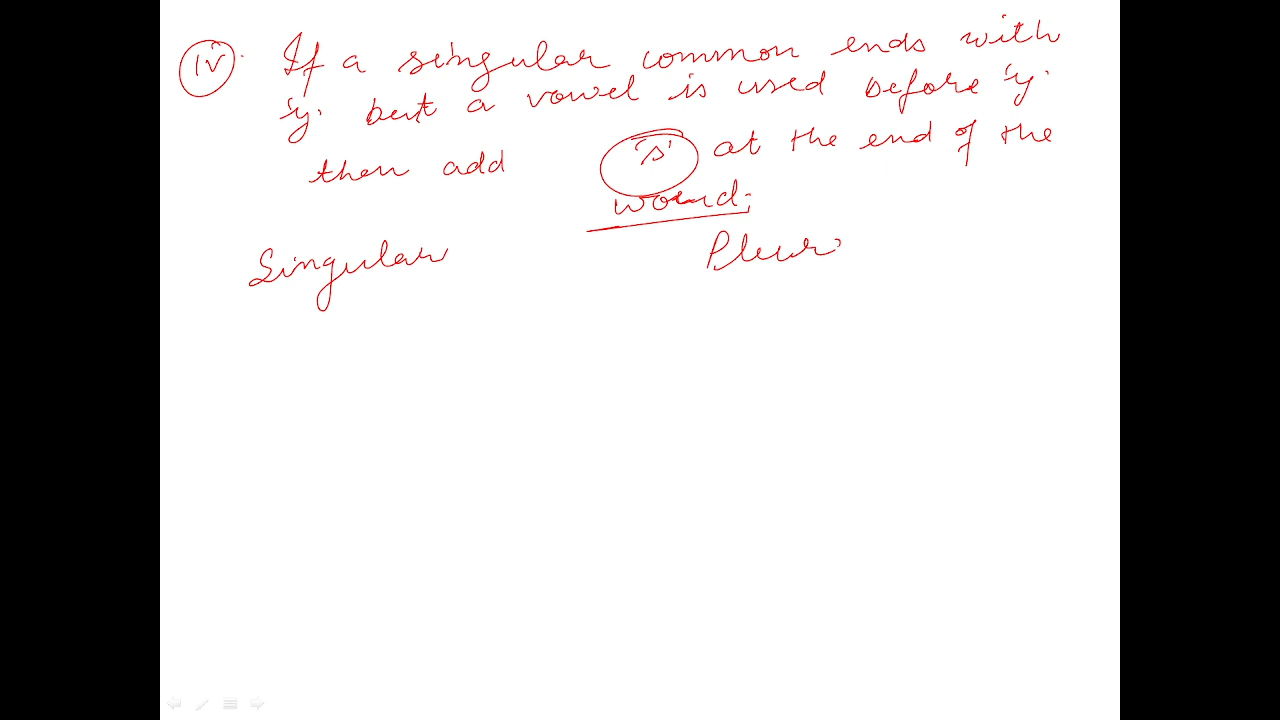 (iv). If a singular common ends with
'y' but a vowel is used before 'y'
then add 's' at the end of the
word.
Singular Plur